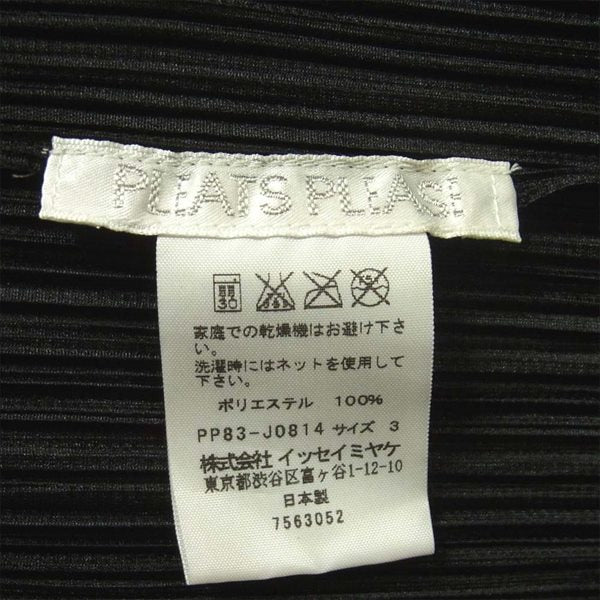 PLEATS PLEASE
弱
30
家庭での乾燥機はお避け下さ
い。
洗濯時にはネットを使用して
下さい。
ポリエステル 100%
PP83-JO814 サイズ 3
株式会社 イッセイミヤケ
東京都渋谷区富ヶ谷1-12-10
日本製
7563052